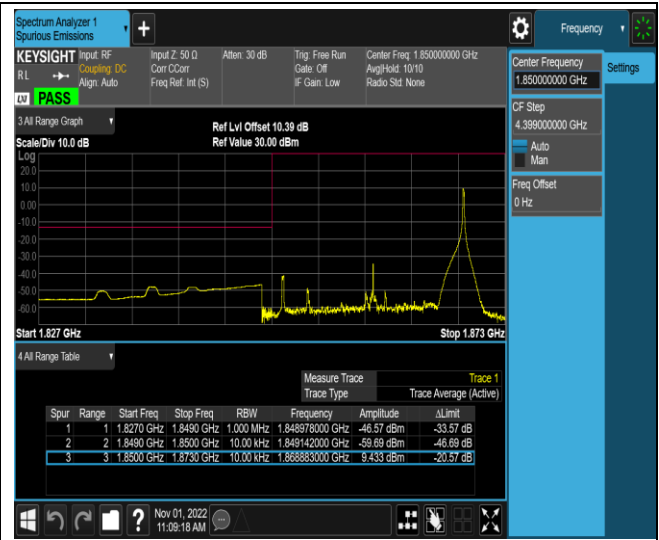 Spectrum Analyzer 1
Spurious Emissions
+
Frequency
KEYSIGHT Input: RF Input Z: 50 Ω Atten: 30 dB Trig: Free Run Center Freq: 1.850000000 GHz
RL Coupling: DC Corr CCorr Gate: Off Avg|Hold: 10/10
Align: Auto Freq Ref: Int (S) IF Gain: Low Radio Std: None
LXI PASS
Center Frequency
1.850000000 GHz
Settings
CF Step
4.399000000 GHz
Auto
Man
Freq Offset
0 Hz
3 All Range Graph
Ref Lvl Offset 10.39 dB
Scale/Div 10.0 dB Ref Value 30.00 dBm
Log
20.0
10.0
0.00
-10.0
-20.0
-30.0
-40.0
-50.0
-60.0
Start 1.827 GHz Stop 1.873 GHz
4 All Range Table
Measure Trace Trace 1
Trace Type Trace Average (Active)
Spur Range Start Freq Stop Freq RBW Frequency Amplitude ΔLimit
1 1 1.8270 GHz 1.8490 GHz 1.000 MHz 1.848978000 GHz -46.57 dBm -33.57 dB
2 2 1.8490 GHz 1.8500 GHz 10.00 kHz 1.849142000 GHz -59.69 dBm -46.69 dB
3 3 1.8500 GHz 1.8730 GHz 10.00 kHz 1.868883000 GHz 9.433 dBm -20.57 dB
? Nov 01, 2022
11:09:18 AM